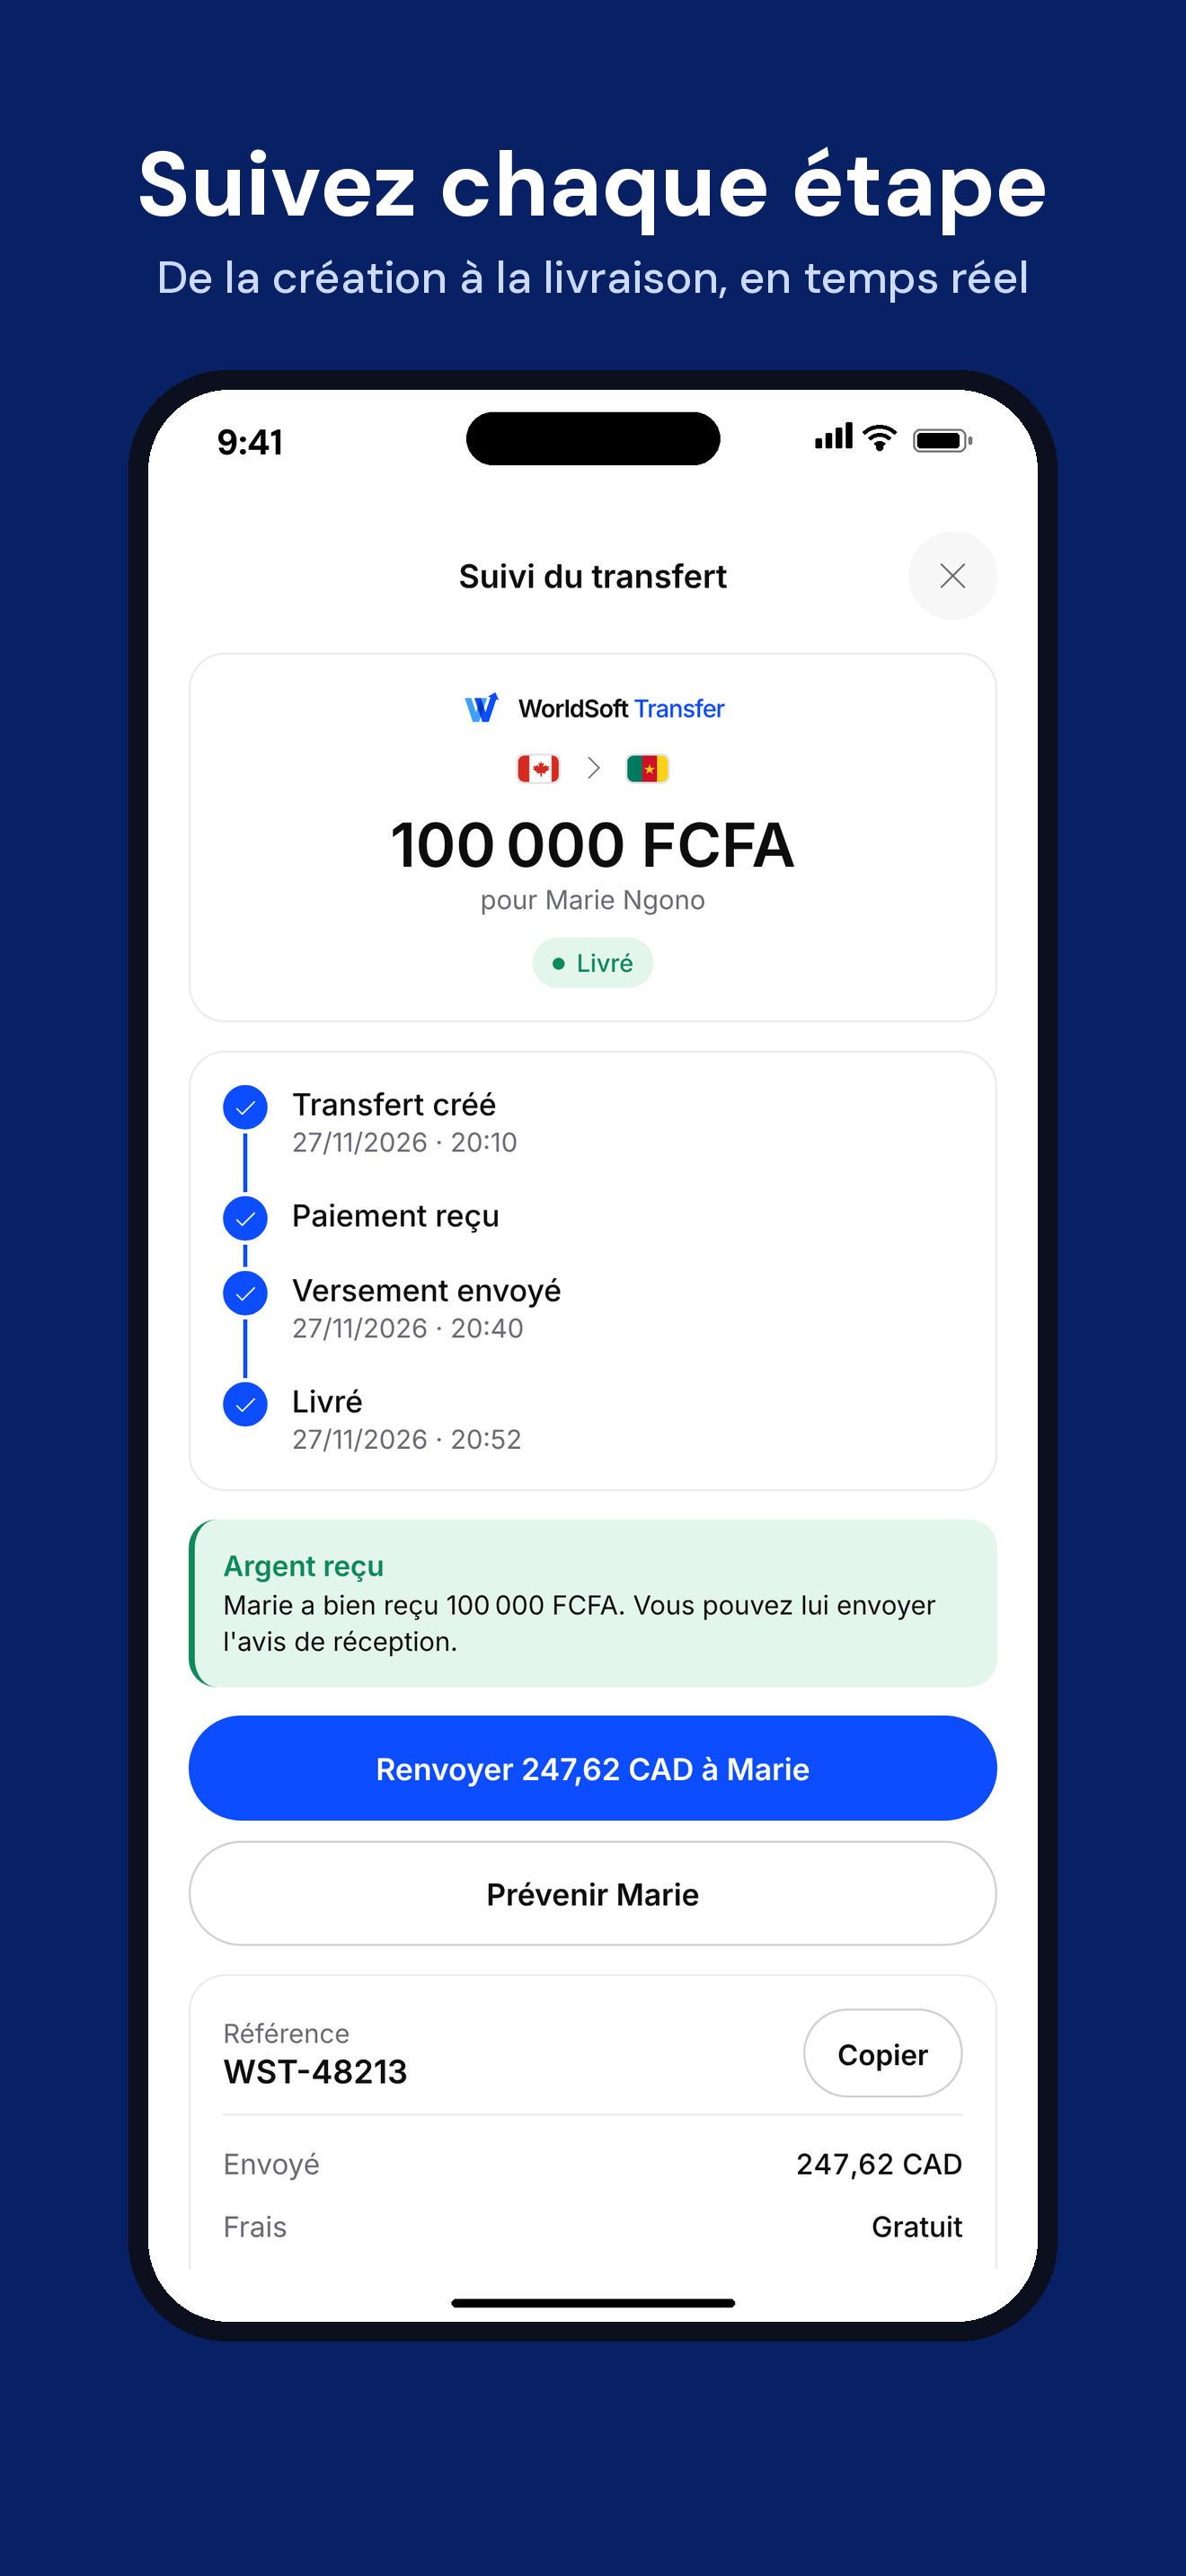 Suivez chaque étape
De la création à la livraison, en temps réel
9:41
Suivi du transfert
WorldSoft Transfer
100 000 FCFA
pour Marie Ngono
Livré
Transfert créé
27/11/2026 · 20:10
Paiement reçu
Versement envoyé
27/11/2026 · 20:40
Livré
27/11/2026 · 20:52
Argent reçu
Marie a bien reçu 100 000 FCFA. Vous pouvez lui envoyer
l'avis de réception.
Renvoyer 247,62 CAD à Marie
Prévenir Marie
Référence
WST-48213
Copier
Envoyé 247,62 CAD
Frais Gratuit